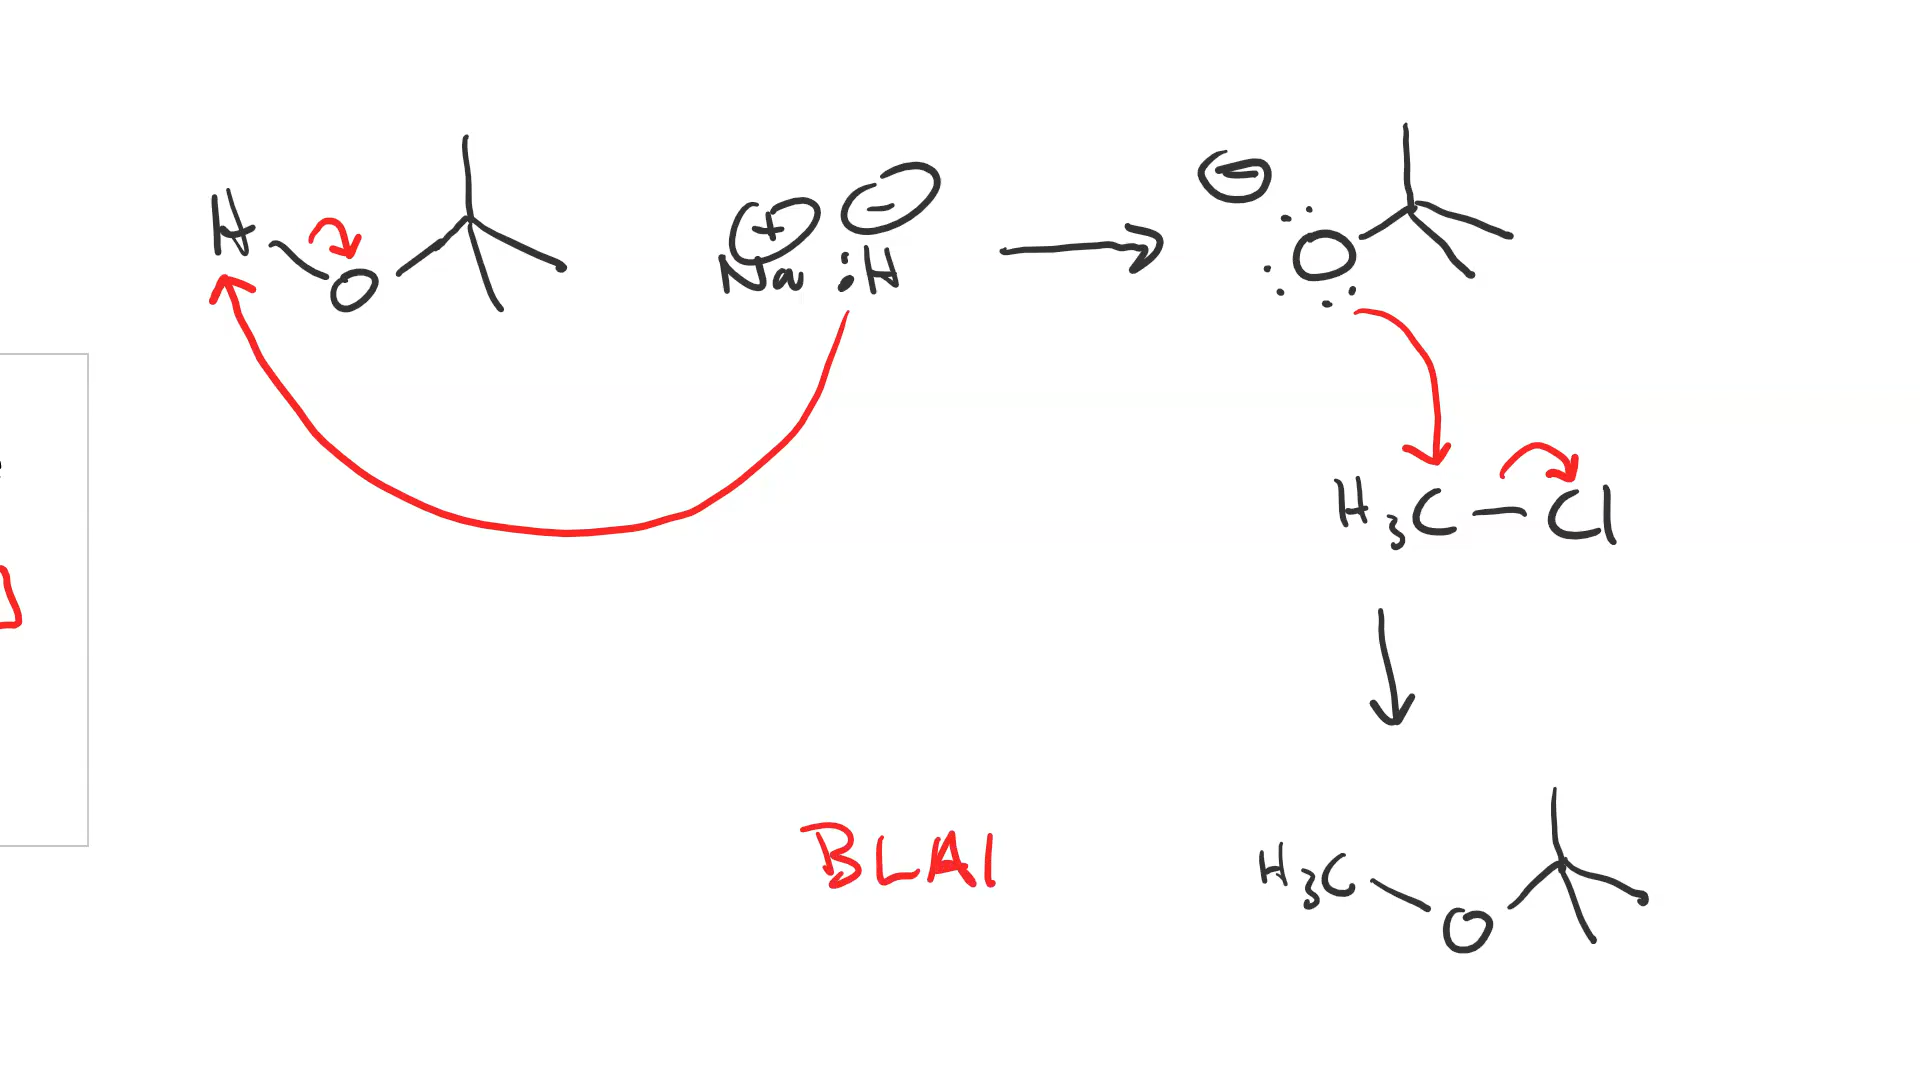 H O Na :H
⊕ ⊖
⊖
O
H3C - Cl
BLAI
H3C O